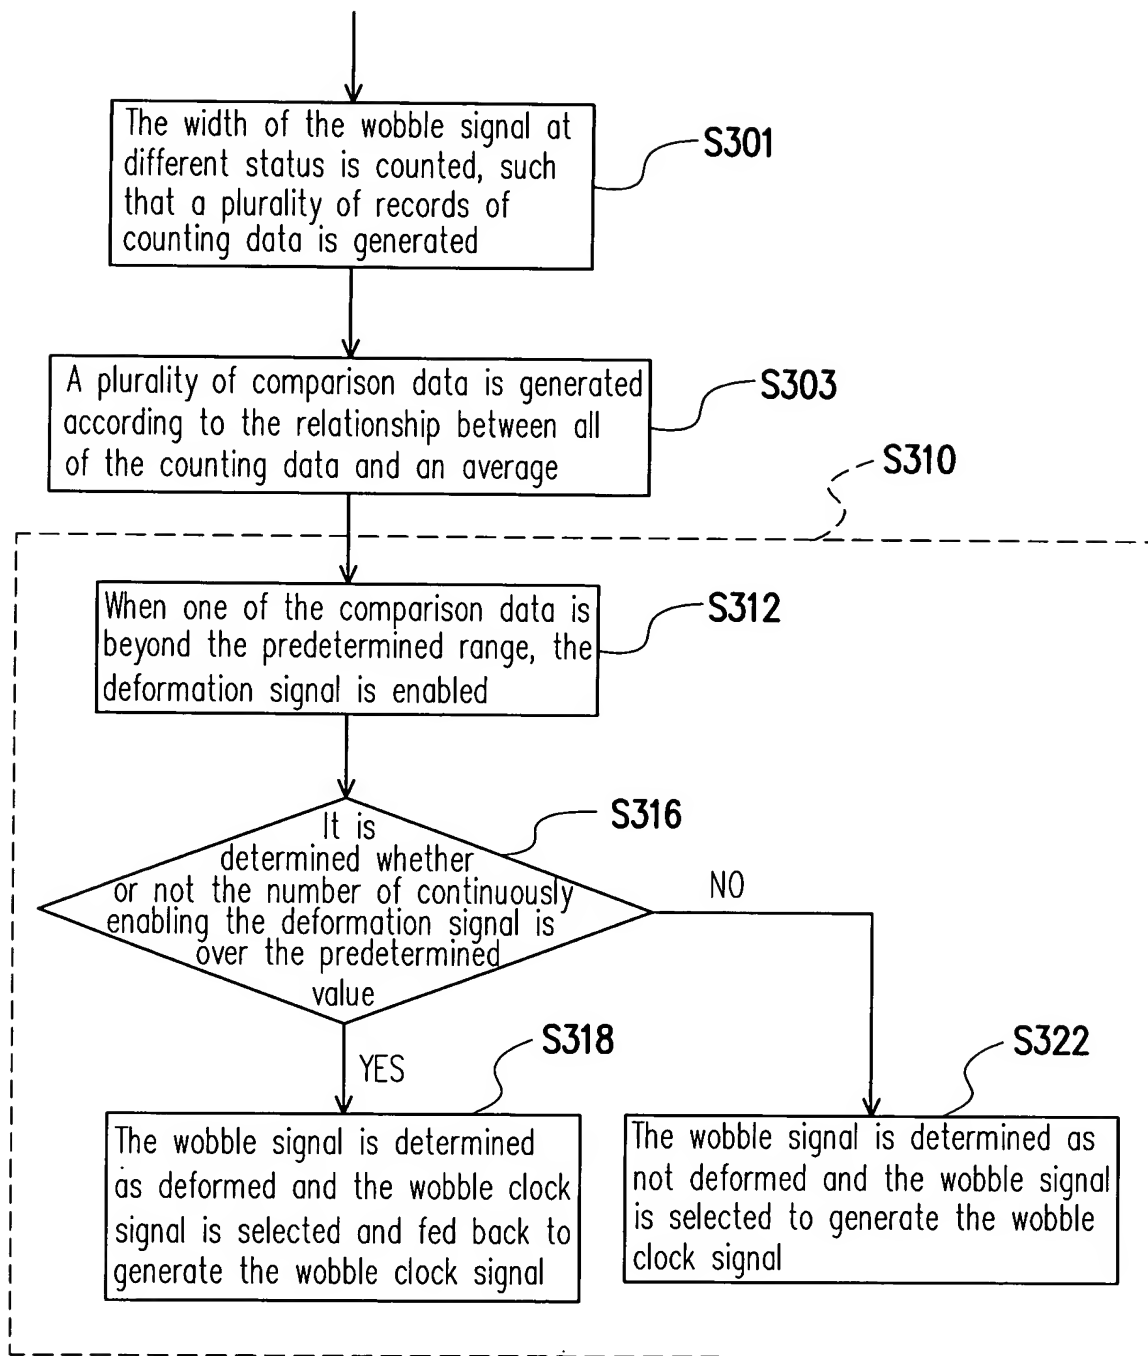 The width of the wobble signal at
different status is counted, such
that a plurality of records of
counting data is generated
S301
A plurality of comparison data is generated
according to the relationship between all
of the counting data and an average
S303
S310
When one of the comparison data is
beyond the predetermined range, the
deformation signal is enabled
S312
It is
determined whether
or not the number of continuously
enabling the deformation signal is
over the predetermined
value
S316
NO
YES
S318
The wobble signal is determined
as deformed and the wobble clock
signal is selected and fed back to
generate the wobble clock signal
S322
The wobble signal is determined as
not deformed and the wobble signal
is selected to generate the wobble
clock signal